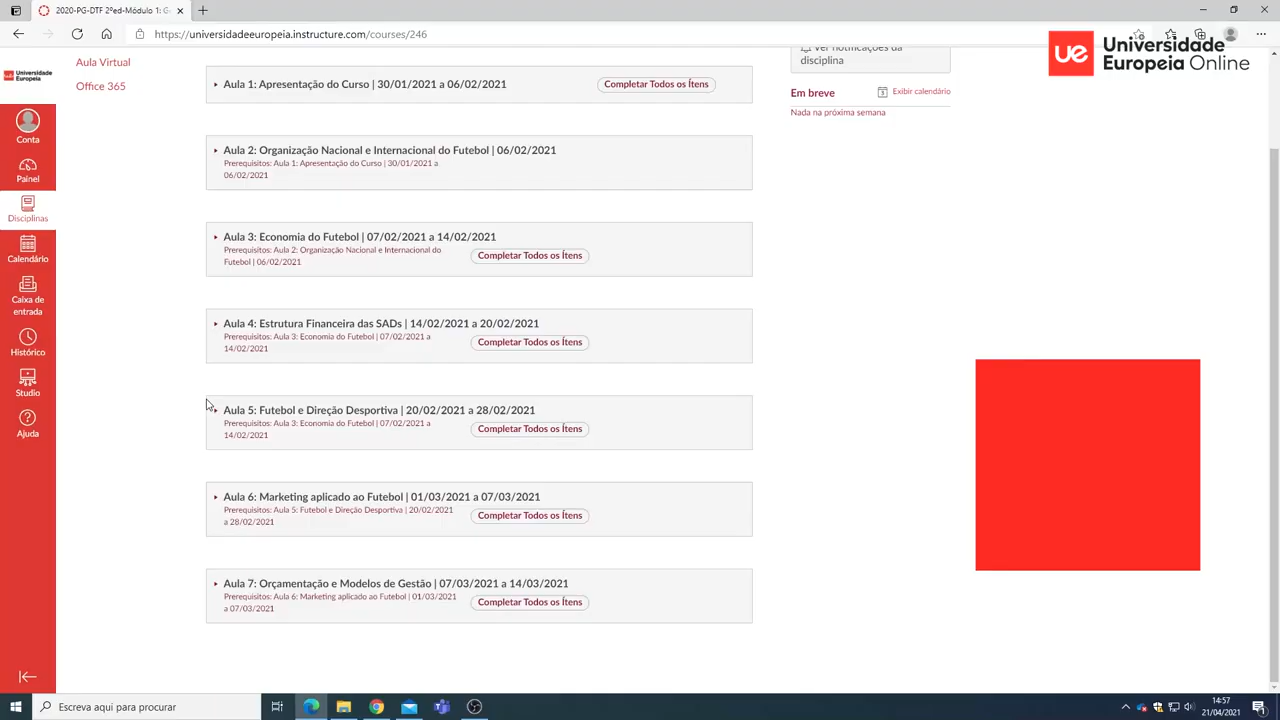 2020-PG-DTF 2ªed-Módulo 1: G
https://universidadeeuropeia.instructure.com/courses/246
ue Universidade
Europeia Online
Universidade
Europeia
Conta
Painel
Disciplinas
Calendário
Caixa de
entrada
Histórico
Studio
Ajuda
Aula Virtual
Office 365
Aula 1: Apresentação do Curso | 30/01/2021 a 06/02/2021
Completar Todos os Ítens
Aula 2: Organização Nacional e Internacional do Futebol | 06/02/2021
Prerequisitos: Aula 1: Apresentação do Curso | 30/01/2021 a
06/02/2021
Aula 3: Economia do Futebol | 07/02/2021 a 14/02/2021
Prerequisitos: Aula 2: Organização Nacional e Internacional do
Futebol | 06/02/2021
Completar Todos os Ítens
Aula 4: Estrutura Financeira das SADs | 14/02/2021 a 20/02/2021
Prerequisitos: Aula 3: Economia do Futebol | 07/02/2021 a
14/02/2021
Completar Todos os Ítens
Aula 5: Futebol e Direção Desportiva | 20/02/2021 a 28/02/2021
Prerequisitos: Aula 3: Economia do Futebol | 07/02/2021 a
14/02/2021
Completar Todos os Ítens
Aula 6: Marketing aplicado ao Futebol | 01/03/2021 a 07/03/2021
Prerequisitos: Aula 5: Futebol e Direção Desportiva | 20/02/2021
a 28/02/2021
Completar Todos os Ítens
Aula 7: Orçamentação e Modelos de Gestão | 07/03/2021 a 14/03/2021
Prerequisitos: Aula 6: Marketing aplicado ao Futebol | 01/03/2021
a 07/03/2021
Completar Todos os Ítens
Ver notificações da
disciplina
Em breve
Exibir calendário
Nada na próxima semana
Escreva aqui para procurar
14:57
21/04/2021